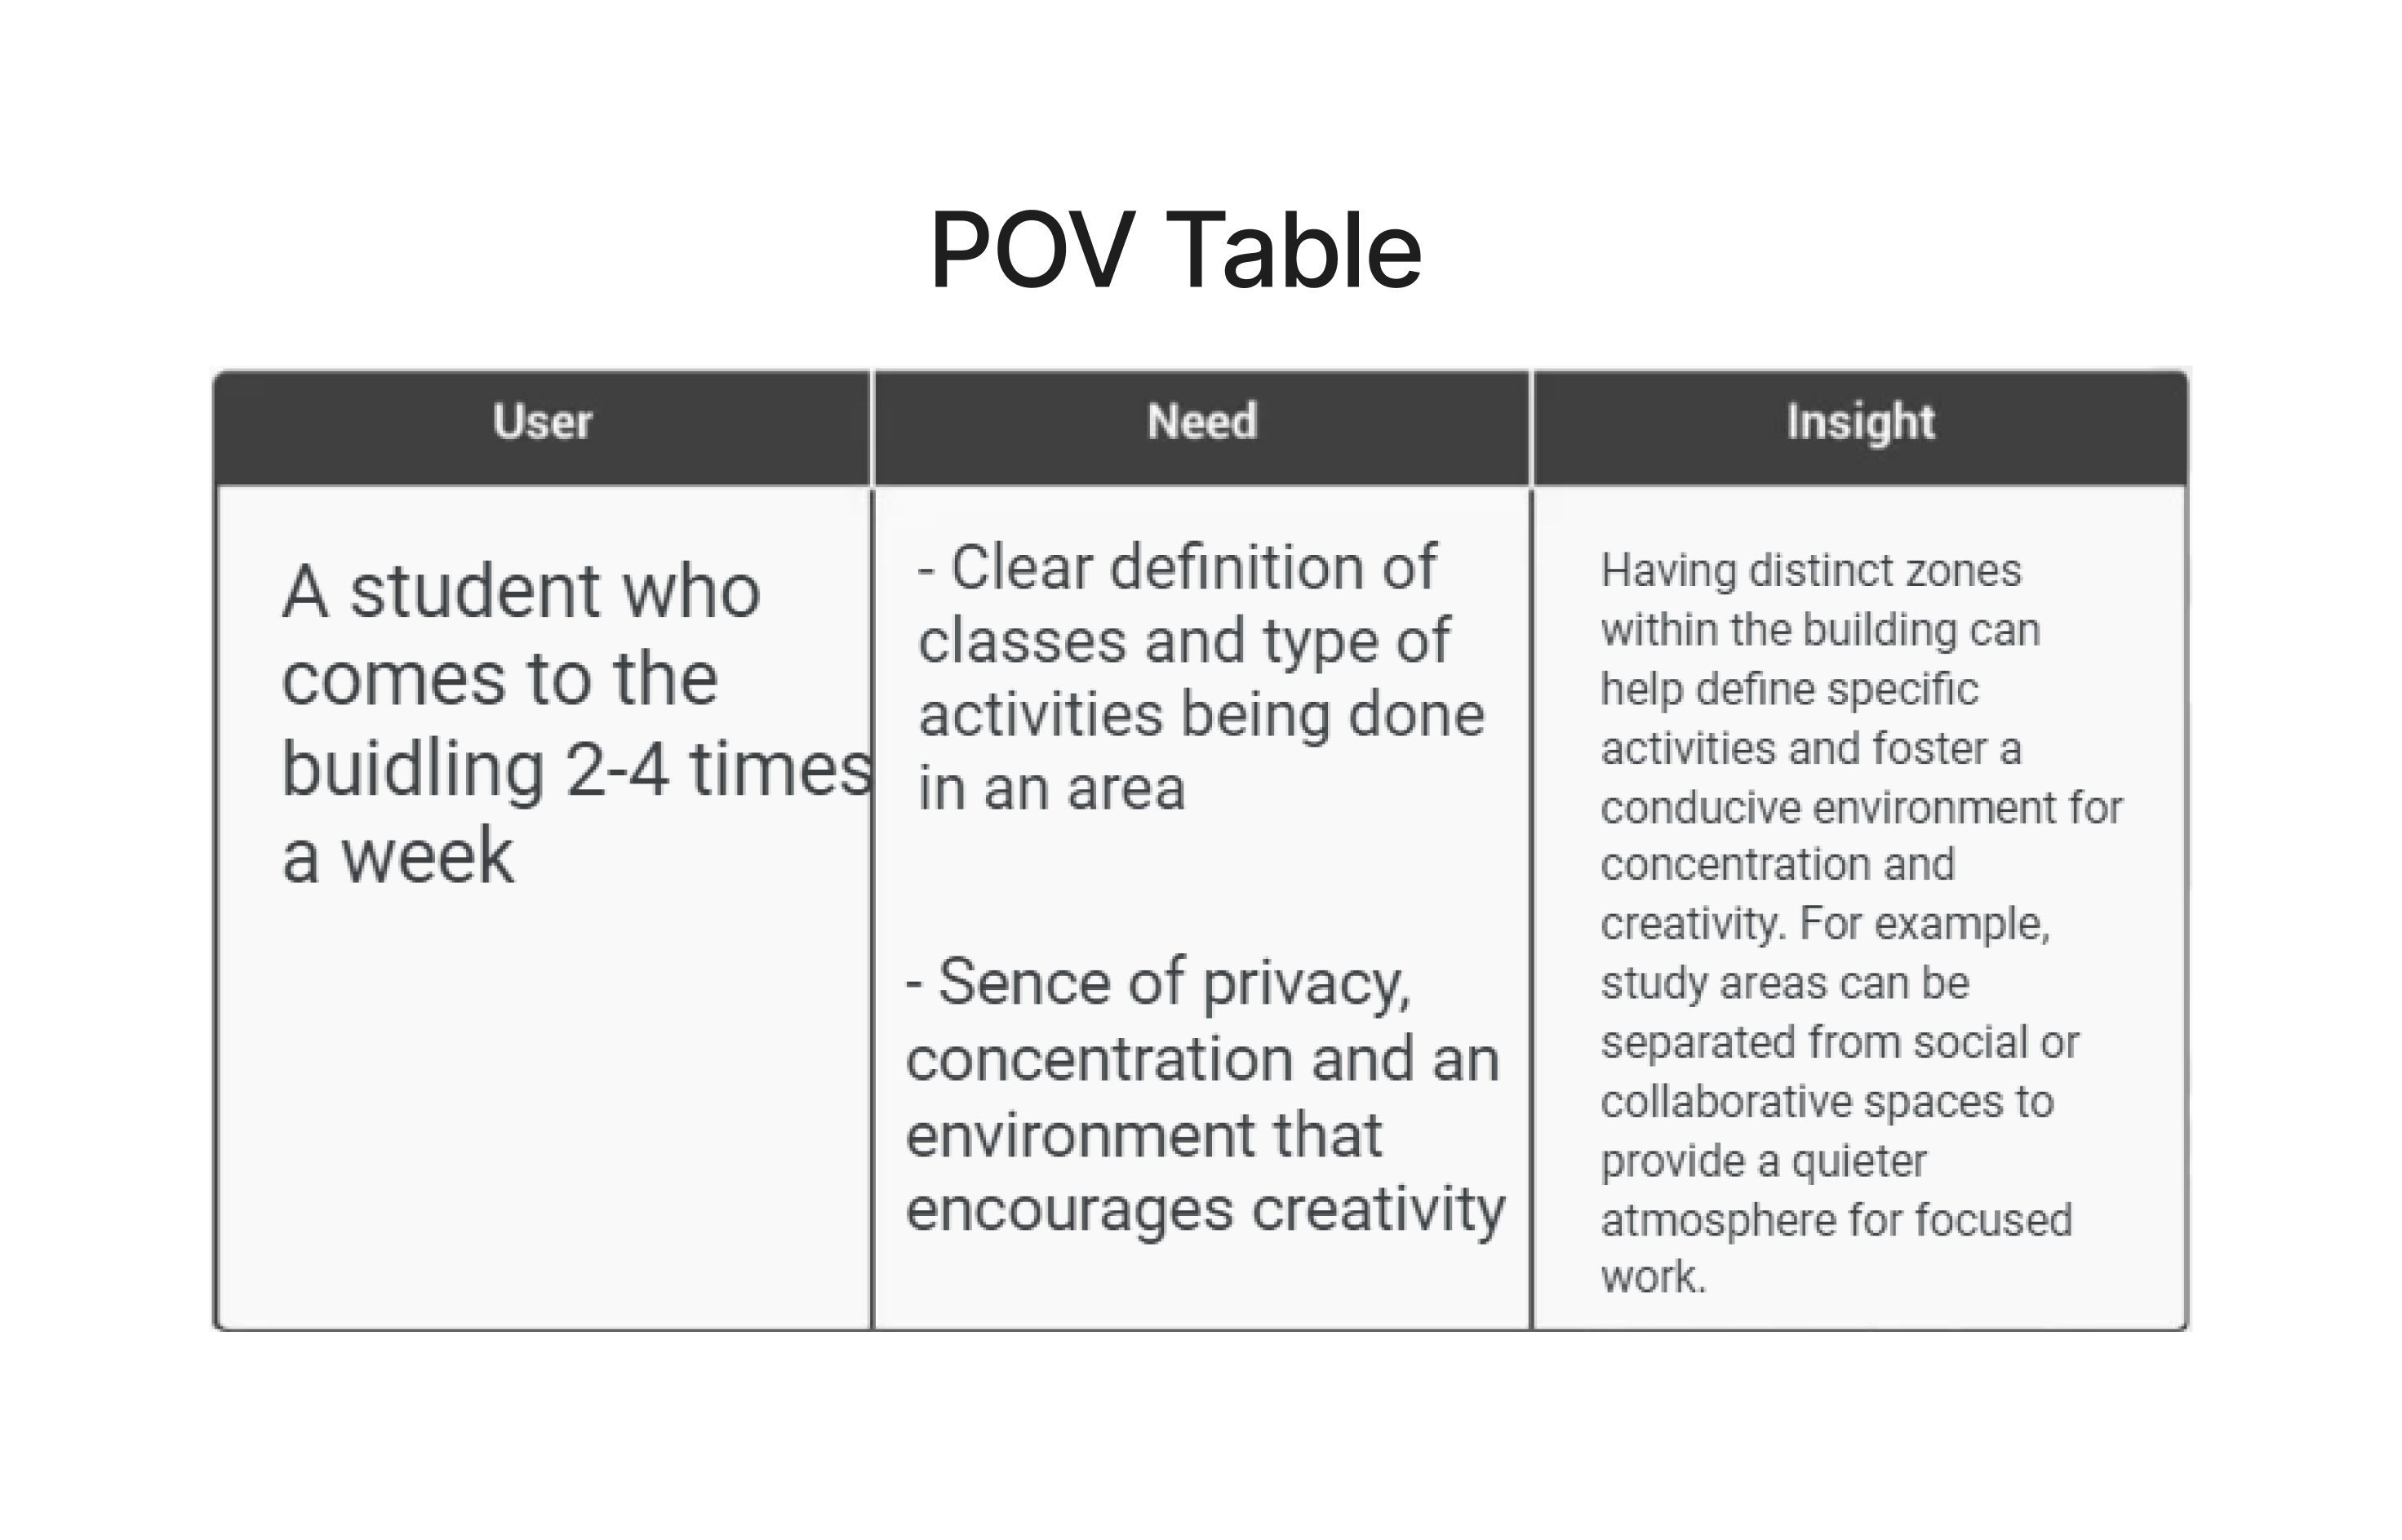 POV Table
User
Need
Insight
A student who
comes to the
buidling 2-4 times
a week
- Clear definition of
classes and type of
activities being done
in an area
- Sence of privacy,
concentration and an
environment that
encourages creativity
Having distinct zones
within the building can
help define specific
activities and foster a
conducive environment for
concentration and
creativity. For example,
study areas can be
separated from social or
collaborative spaces to
provide a quieter
atmosphere for focused
work.